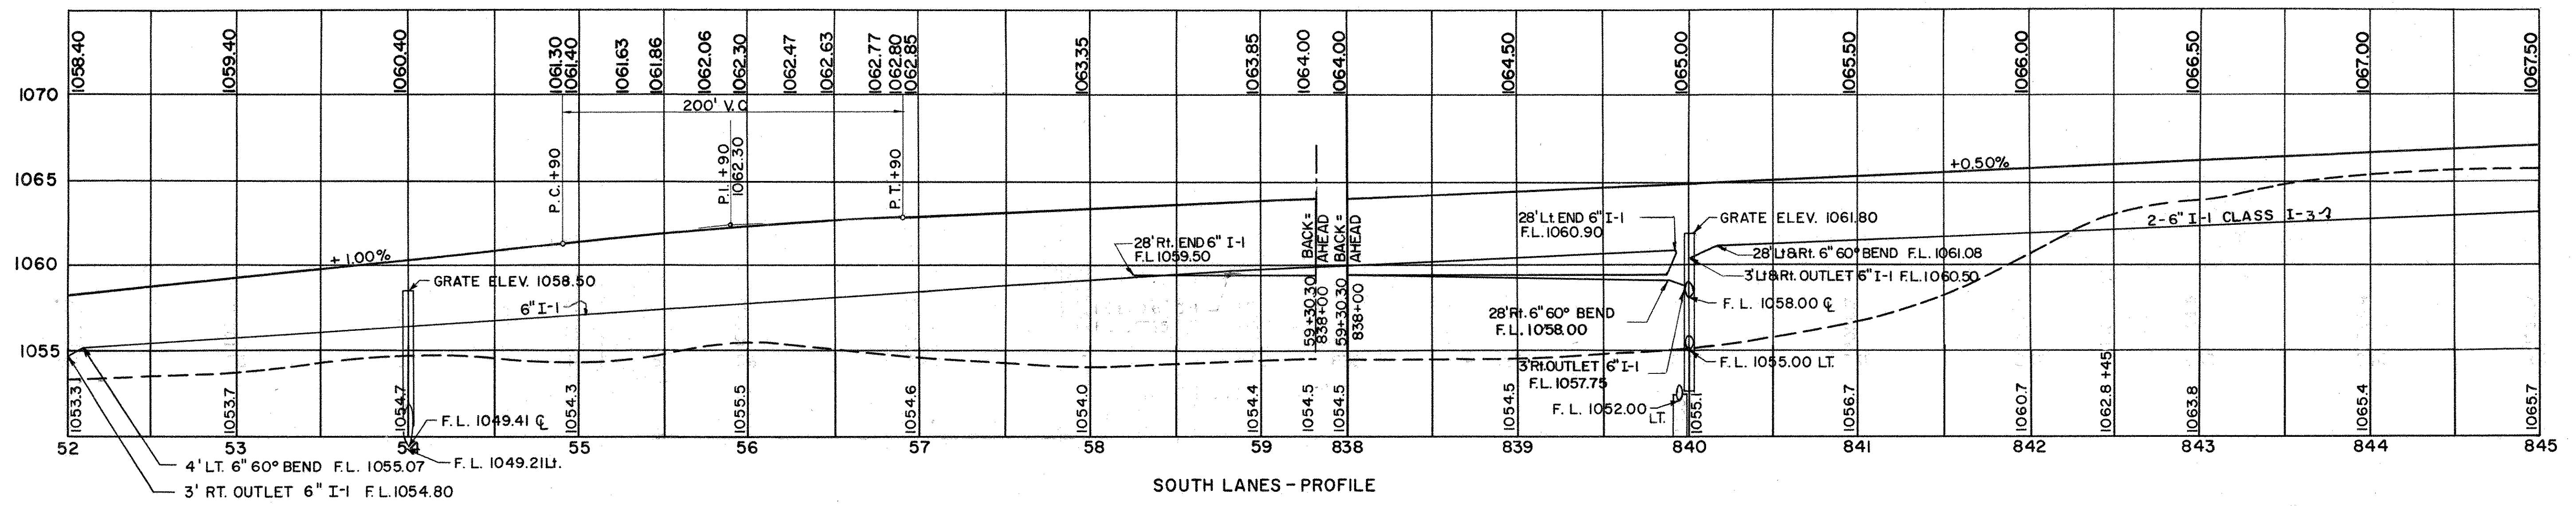 1058.40
1059.40
1060.40
1061.30
1061.40
1061.63
1061.86
1062.06
1062.30
1062.47
1062.63
1062.77
1062.80
1062.85
1063.35
1063.85
1064.00
1064.00
1064.50
1065.00
1065.50
1066.00
1066.50
1067.00
1067.50
1070
1065
1060
1055
200' V.C
P.C. +90
P.I. +90
1062.30
P.T. +90
+ 1.00%
+0.50%
GRATE ELEV. 1058.50
6" I-1
28' Rt. END 6" I-1
F.L 1059.50
59+30.30 BACK=
838+00 AHEAD
59+30.30 BACK=
838+00 AHEAD
28' Lt. END 6" I-1
F.L. 1060.90
GRATE ELEV. 1061.80
2-6" I-1 CLASS I-3
28' Lt&Rt. 6" 60° BEND F.L. 1061.08
3' Lt&Rt. OUTLET 6" I-1 F.L. 1060.50
F. L. 1058.00 ℄
28' Rt. 6" 60° BEND
F. L. 1058.00
F. L. 1055.00 LT.
3' Rt. OUTLET 6" I-1
F. L. 1057.75
F. L. 1052.00
LT.
F. L. 1049.41 ℄
F. L. 1049.21 Lt.
4' LT. 6" 60° BEND F.L. 1055.07
3' RT. OUTLET 6" I-1 F.L. 1054.80
1053.3
1053.7
1054.7
1054.3
1055.5
1054.6
1054.0
1054.4
1054.5
1054.5
1054.5
1055.1
1056.7
1060.7
1062.8 +45
1063.8
1065.4
1065.7
52
53
54
55
56
57
58
59
838
839
840
841
842
843
844
845
SOUTH LANES – PROFILE